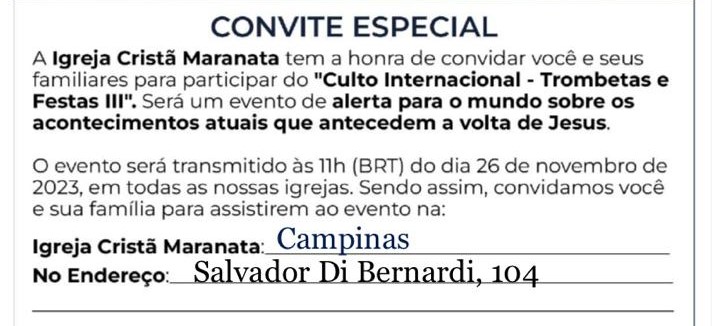 CONVITE ESPECIAL
A Igreja Cristã Maranata tem a honra de convidar você e seus
familiares para participar do "Culto Internacional - Trombetas e
Festas III". Será um evento de alerta para o mundo sobre os
acontecimentos atuais que antecedem a volta de Jesus.
O evento será transmitido às 11h (BRT) do dia 26 de novembro de
2023, em todas as nossas igrejas. Sendo assim, convidamos você
e sua família para assistirem ao evento na:
Igreja Cristã Maranata: Campinas
No Endereço: Salvador Di Bernardi, 104